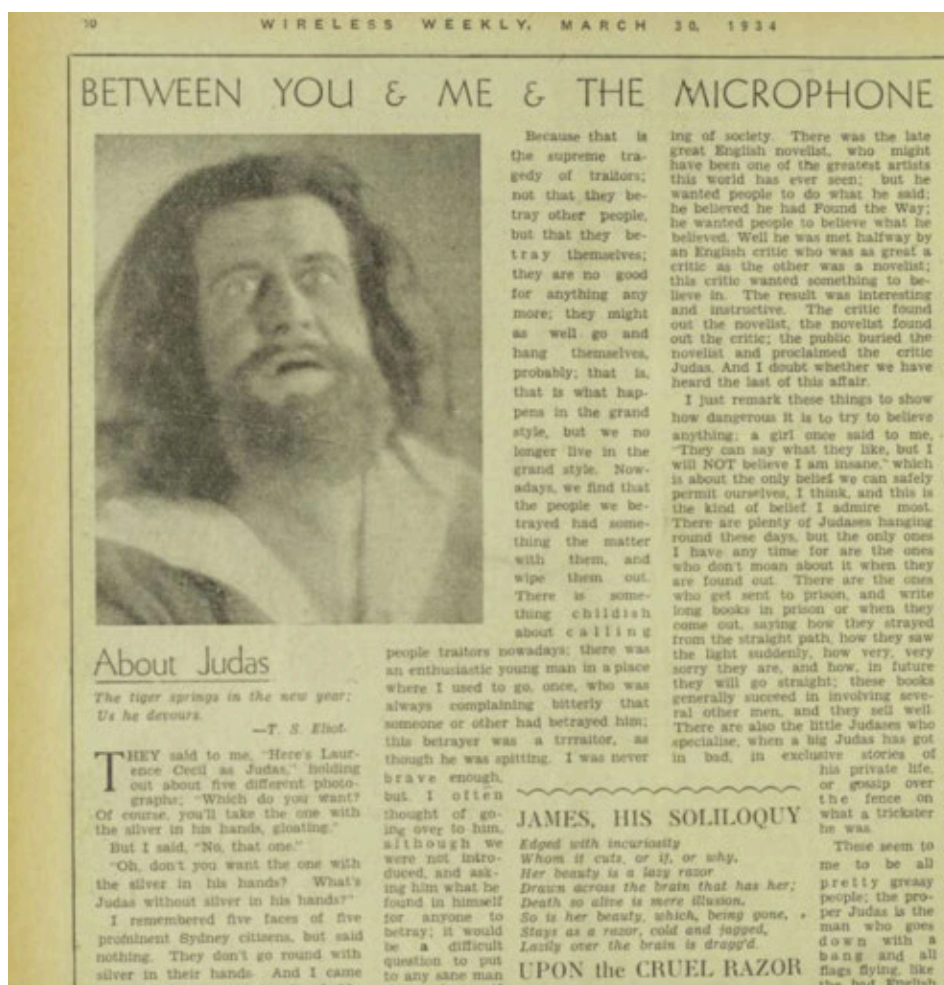 10
WIRELESS WEEKLY, MARCH 30, 1934
BETWEEN YOU & ME & THE MICROPHONE
About Judas
The tiger springs in the new year;
Us he devours.
—T. S. Eliot.
THEY said to me, "Here's Laur-
ence Cecil as Judas," holding
out about five different photo-
graphs; "Which do you want?
Of course, you'll take the one with
the silver in his hands, gloating."
But I said, "No, that one."
"Oh, don't you want the one with
the silver in his hands? What's
Judas without silver in his hands?"
I remembered five faces of five
prominent Sydney citizens, but said
nothing. They don't go round with
silver in their hands. And I came
Because that is
the supreme tra-
gedy of traitors;
not that they be-
tray other people,
but that they be-
tray themselves;
they are no good
for anything any
more; they might
as well go and
hang themselves,
probably; that is,
that is what hap-
pens in the grand
style, but we no
longer live in the
grand style. Now-
adays, we find that
the people we be-
trayed had some-
thing the matter
with them, and
wipe them out.
There is some-
thing childish
about calling
people traitors nowadays; there was
an enthusiastic young man in a place
where I used to go, once, who was
always complaining bitterly that
someone or other had betrayed him;
this betrayer was a trrraitor, as
though he was spitting. I was never
brave enough,
but I often
thought of go-
ing over to him,
although we
were not intro-
duced, and ask-
ing him what he
found in himself
for anyone to
betray; it would
be a difficult
question to put
to any sane man
JAMES, HIS SOLILOQUY
Edged with incuriosity
Whom it cuts, or if, or why,
Her beauty is a lazy razor
Drawn across the brain that has her;
Death so alive is mere illusion,
So is her beauty, which, being gone,
Stays as a razor, cold and jagged,
Lazily over the brain is dragg'd.
UPON the CRUEL RAZOR
ing of society. There was the late
great English novelist, who might
have been one of the greatest artists
this world has ever seen; but he
wanted people to do what he said;
he believed he had Found the Way;
he wanted people to believe what he
believed. Well he was met halfway by
an English critic who was as great a
critic as the other was a novelist;
this critic wanted something to be-
lieve in. The result was interesting
and instructive. The critic found
out the novelist, the novelist found
out the critic; the public buried the
novelist and proclaimed the critic
Judas. And I doubt whether we have
heard the last of this affair.
I just remark these things to show
how dangerous it is to try to believe
anything; a girl once said to me,
"They can say what they like, but I
will NOT believe I am insane," which
is about the only belief we can safely
permit ourselves, I think, and this is
the kind of belief I admire most.
There are plenty of Judases hanging
round these days, but the only ones
I have any time for are the ones
who don't moan about it when they
are found out. There are the ones
who get sent to prison, and write
long books in prison or when they
come out, saying how they strayed
from the straight path, how they saw
the light suddenly, how very, very
sorry they are, and how, in future
they will go straight; these books
generally succeed in involving seve-
ral other men, and they sell well.
There are also the little Judases who
specialise, when a big Judas has got
in bad, in exclusive stories of
his private life,
or gossip over
the fence on
what a trickster
he was.
These seem to
me to be all
pretty greasy
people; the pro-
per Judas is the
man who goes
down with a
bang and all
flags flying, like
the bad English